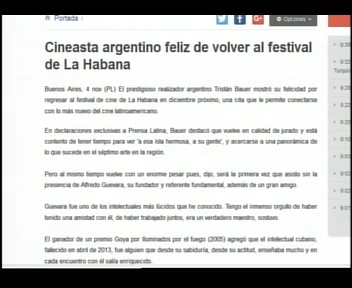 Portada
Opciones
Cineasta argentino feliz de volver al festival
de La Habana
Buenos Aires, 4 nov (PL) El prestigioso realizador argentino Tristán Bauer mostró su felicidad por
regresar al festival de cine de La Habana en diciembre próximo, una cita que le permite conectarse
con lo más nuevo del cine latinoamericano.
En declaraciones exclusivas a Prensa Latina, Bauer destacó que vuelve en calidad de jurado y está
contento de tener tiempo para ver 'a esa isla hermosa, a su gente', y acercarse a una panorámica de
lo que sucede en el séptimo arte en la región.
Pero al mismo tiempo vuelve con un enorme pesar pues, dijo, será la primera vez que asisto sin la
presencia de Alfredo Guevara, su fundador y referente fundamental, además de un gran amigo.
Guevara fue uno de los intelectuales más lúcidos que he conocido. Tengo el inmenso orgullo de haber
tenido una amistad con él, de haber trabajado juntos, era un verdadero maestro, sostuvo.
El ganador de un premio Goya por Iluminados por el fuego (2005) agregó que el intelectual cubano,
fallecido en abril de 2013, fue alguien que desde su sabiduría, desde su actitud, enseñaba mucho y en
cada encuentro con él salía enriquecido.